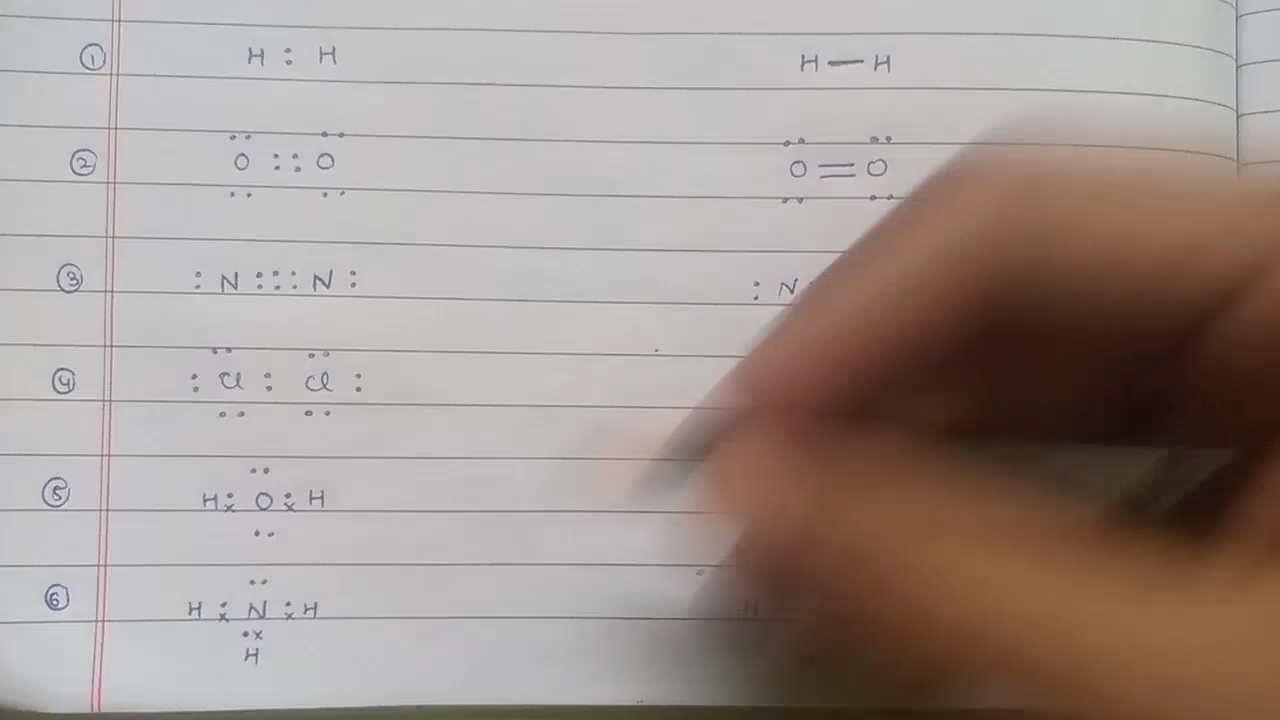 ① H : H H — H
② O :: O O = O
③ : N ::: N : : N
④ : Cl : Cl :
⑤ H : O : H
⑥ H : N : H H
H